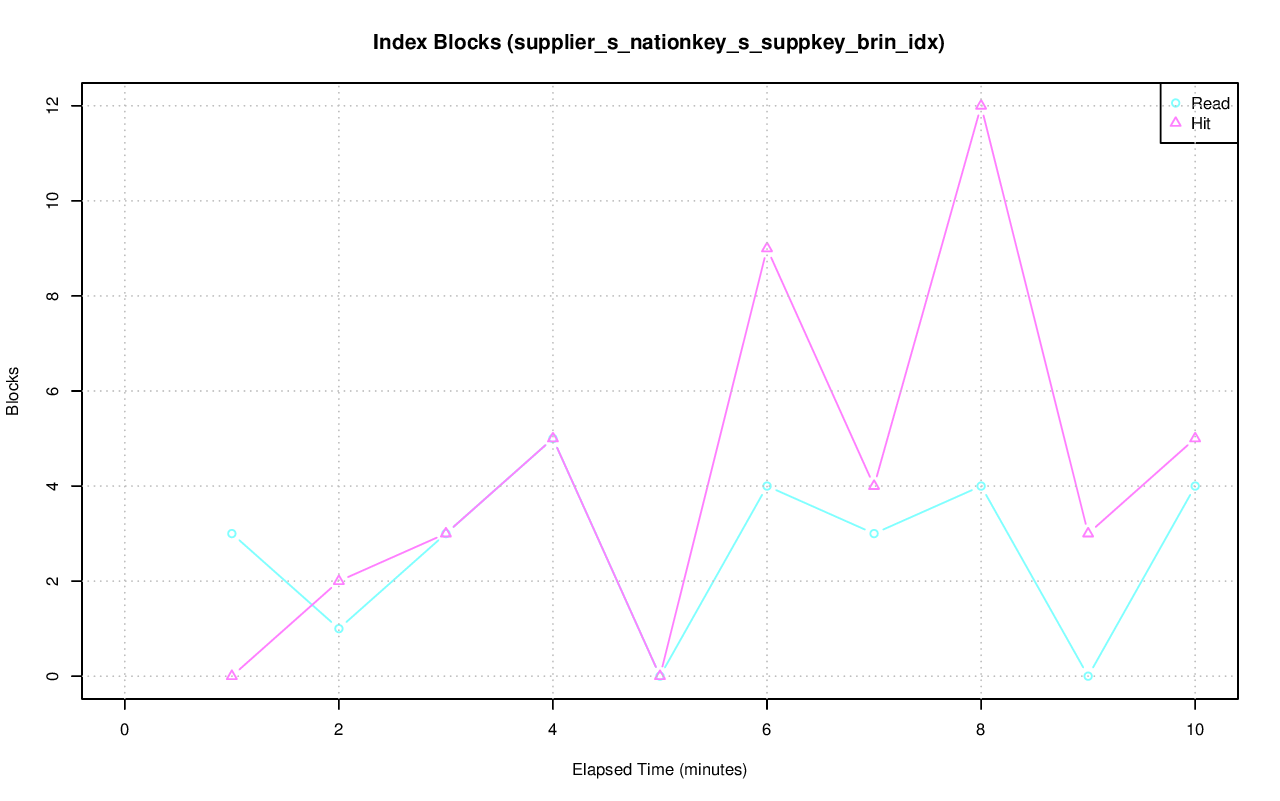 Index Blocks (supplier_s_nationkey_s_suppkey_brin_idx)
Read
Hit
12
10
8
6
4
2
0
Blocks
0 2 4 6 8 10
Elapsed Time (minutes)